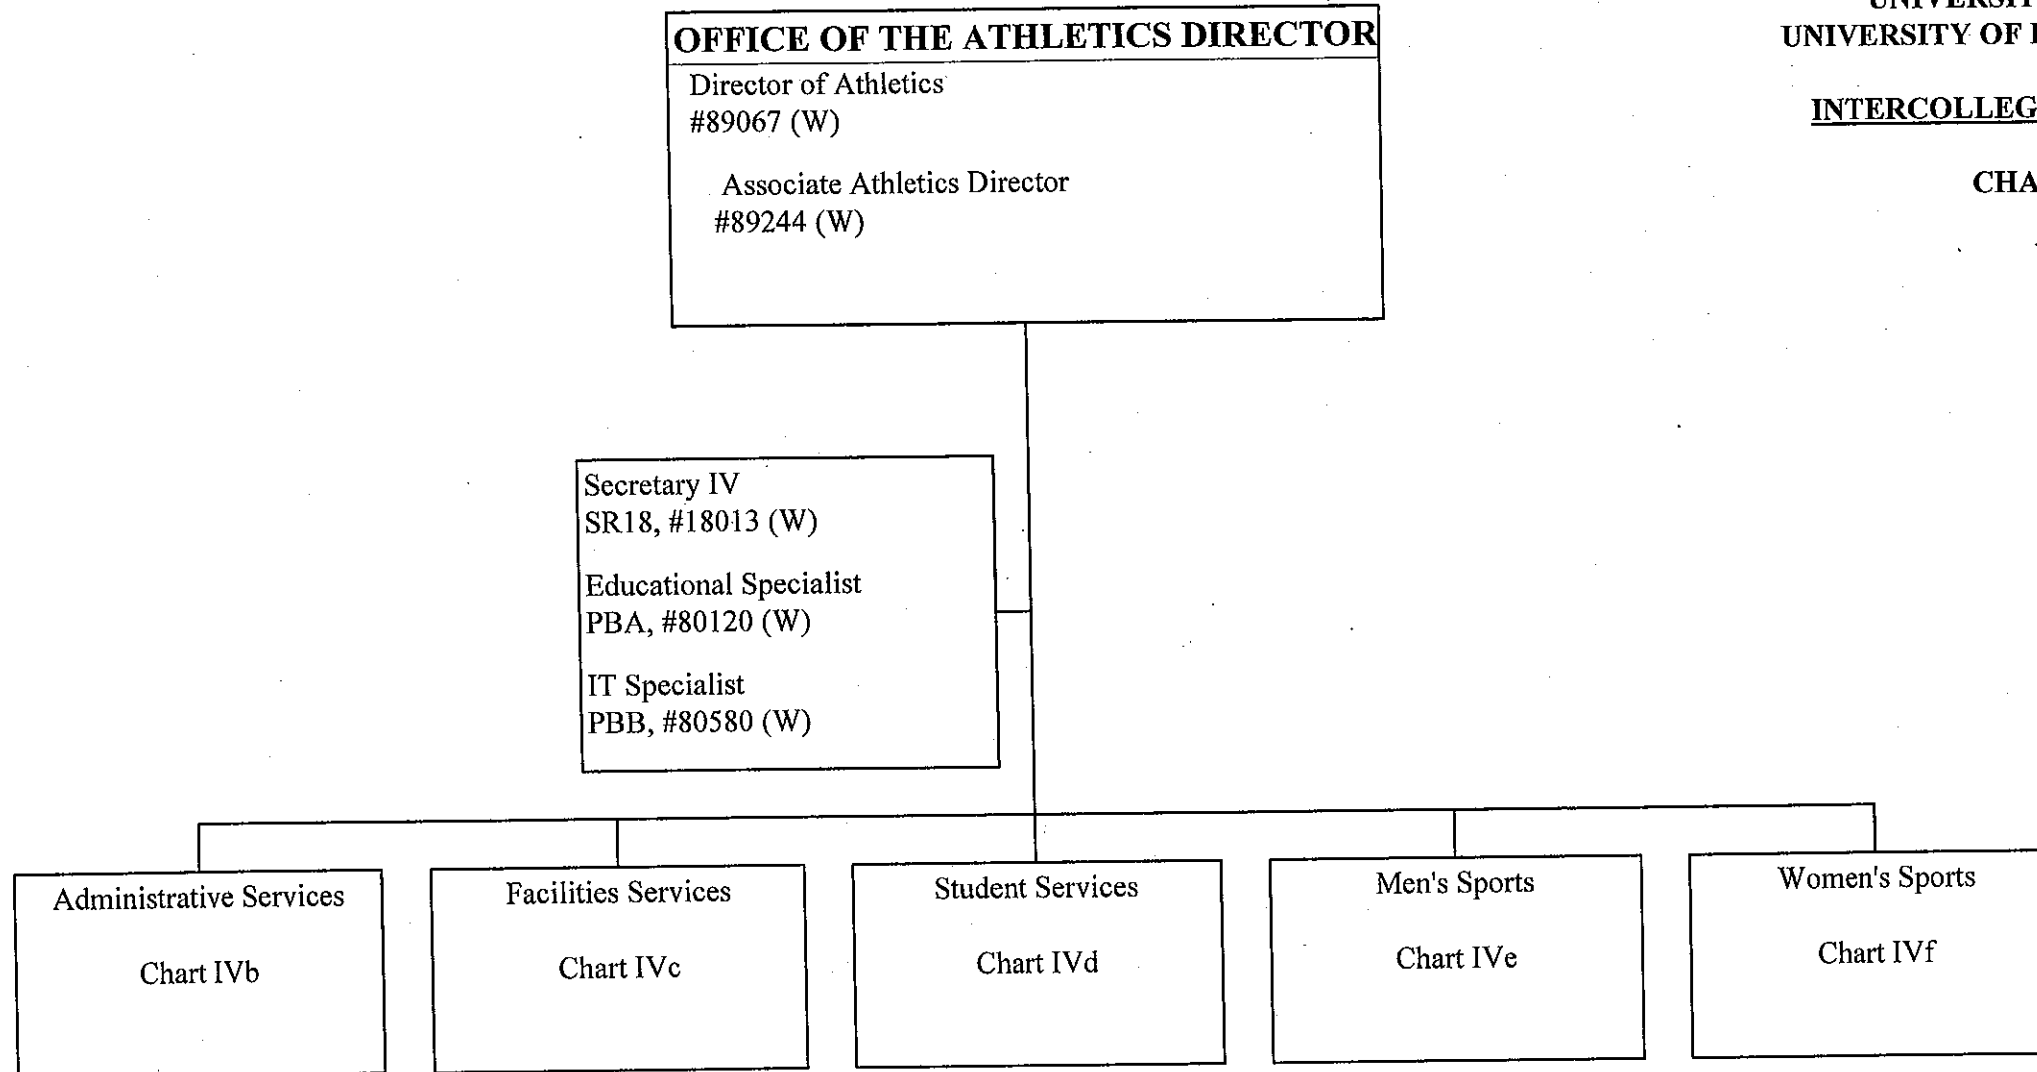 OFFICE OF THE ATHLETICS DIRECTOR
Director of Athletics
#89067 (W)
Associate Athletics Director
#89244 (W)
UNIVERSITY OF
INTERCOLLEG
CHA
Secretary IV
SR18, #18013 (W)
Educational Specialist
PBA, #80120 (W)
IT Specialist
PBB, #80580 (W)
Administrative Services
Chart IVb
Facilities Services
Chart IVc
Student Services
Chart IVd
Men's Sports
Chart IVe
Women's Sports
Chart IVf